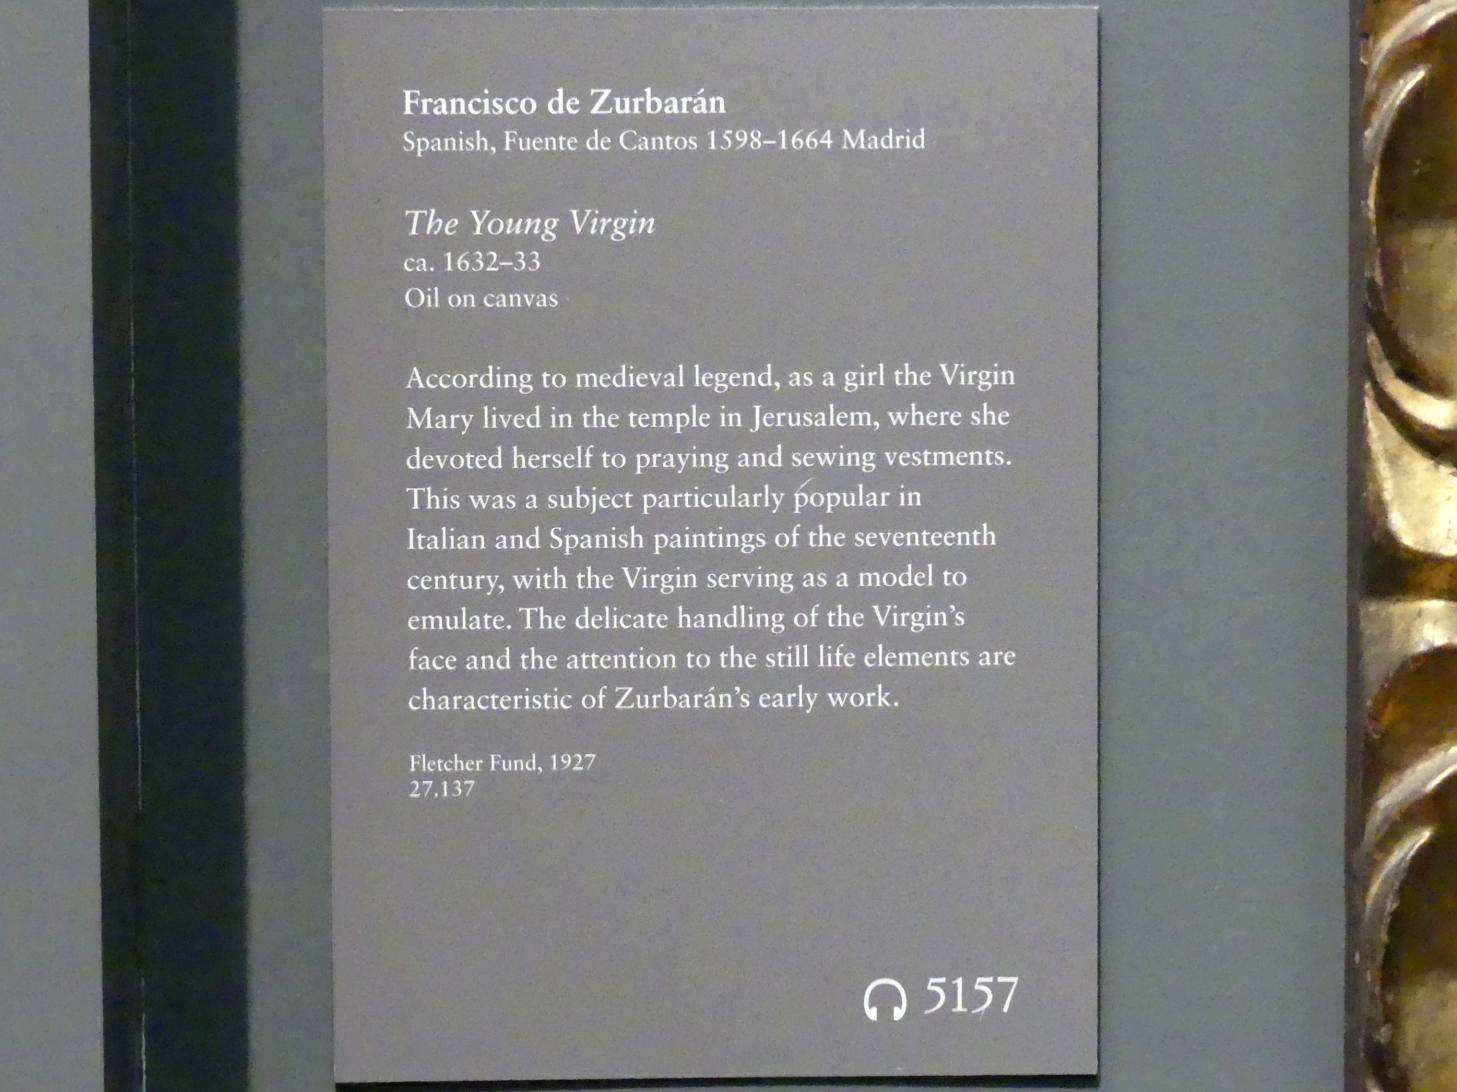 Francisco de Zurbarán
Spanish, Fuente de Cantos 1598–1664 Madrid
The Young Virgin
ca. 1632–33
Oil on canvas
According to medieval legend, as a girl the Virgin
Mary lived in the temple in Jerusalem, where she
devoted herself to praying and sewing vestments.
This was a subject particularly popular in
Italian and Spanish paintings of the seventeenth
century, with the Virgin serving as a model to
emulate. The delicate handling of the Virgin’s
face and the attention to the still life elements are
characteristic of Zurbarán’s early work.
Fletcher Fund, 1927
27.137
5157